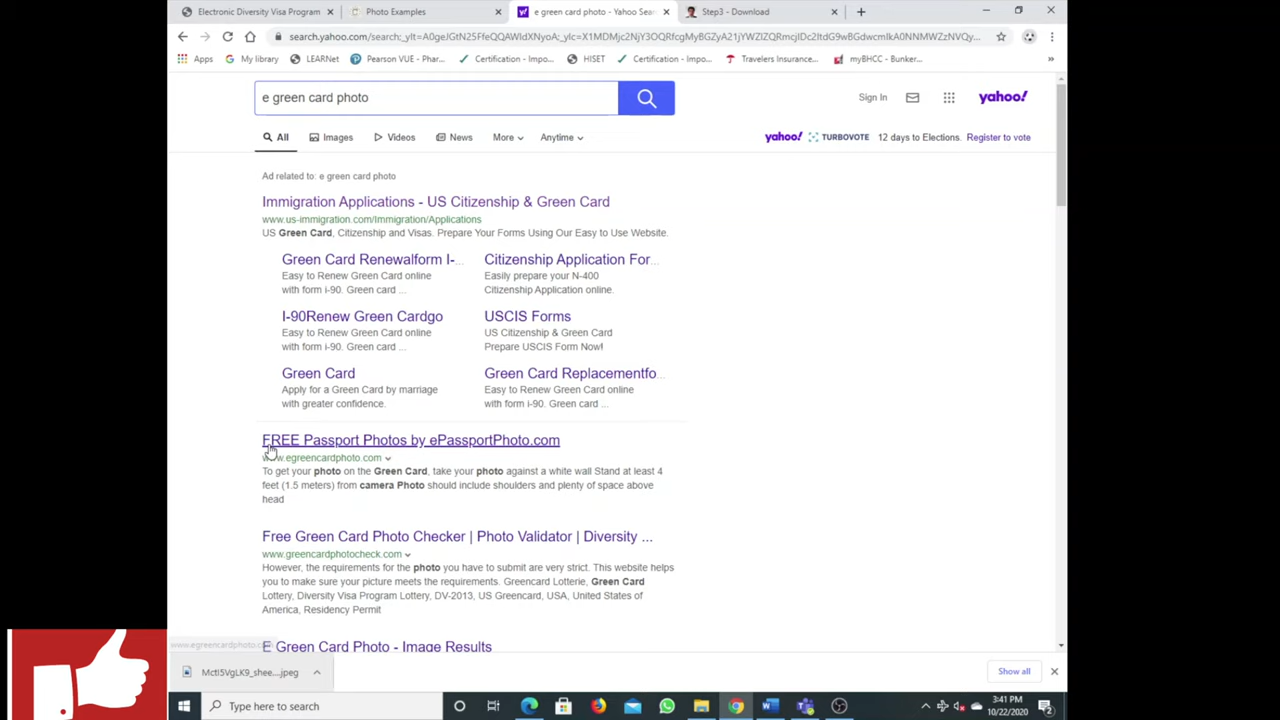 Electronic Diversity Visa Program
Photo Examples
e green card photo - Yahoo Sear
Step3 - Download
search.yahoo.com/search;_ylt=
Apps
My library
LEARNet
Pearson VUE - Phar...
Certification - Impo...
HISET
Certification - Impo...
Travelers Insurance...
myBHCC - Bunker...
»
e green card photo
Sign In
yahoo!
All
Images
Videos
News
More
Anytime
yahoo!
TURBOVOTE
12 days to Elections. Register to vote
Ad related to: e green card photo
Immigration Applications - US Citizenship & Green Card
www.us-immigration.com/Immigration/Applications
US Green Card, Citizenship and Visas. Prepare Your Forms Using Our Easy to Use Website.
Green Card Renewalform I-...
Easy to Renew Green Card online
with form i-90. Green card ...
Citizenship Application For...
Easily prepare your N-400
Citizenship Application online.
I-90Renew Green Cardgo
Easy to Renew Green Card online
with form i-90. Green card ...
USCIS Forms
US Citizenship & Green Card
Prepare USCIS Form Now!
Green Card
Apply for a Green Card by marriage
with greater confidence.
Green Card Replacementfo...
Easy to Renew Green Card online
with form i-90. Green card ...
FREE Passport Photos by ePassportPhoto.com
www.egreencardphoto.com
To get your photo on the Green Card, take your photo against a white wall Stand at least 4
feet (1.5 meters) from camera Photo should include shoulders and plenty of space above
head
Free Green Card Photo Checker | Photo Validator | Diversity ...
www.greencardphotocheck.com
However, the requirements for the photo you have to submit are very strict. This website helps
you to make sure your picture meets the requirements. Greencard Lotterie, Green Card
Lottery, Diversity Visa Program Lottery, DV-2013, US Greencard, USA, United States of
America, Residency Permit
E Green Card Photo - Image Results
www.egreencardphoto.com
MctI5VgLK9_shee....jpeg
Show all
Type here to search
3:41 PM
10/22/2020
2